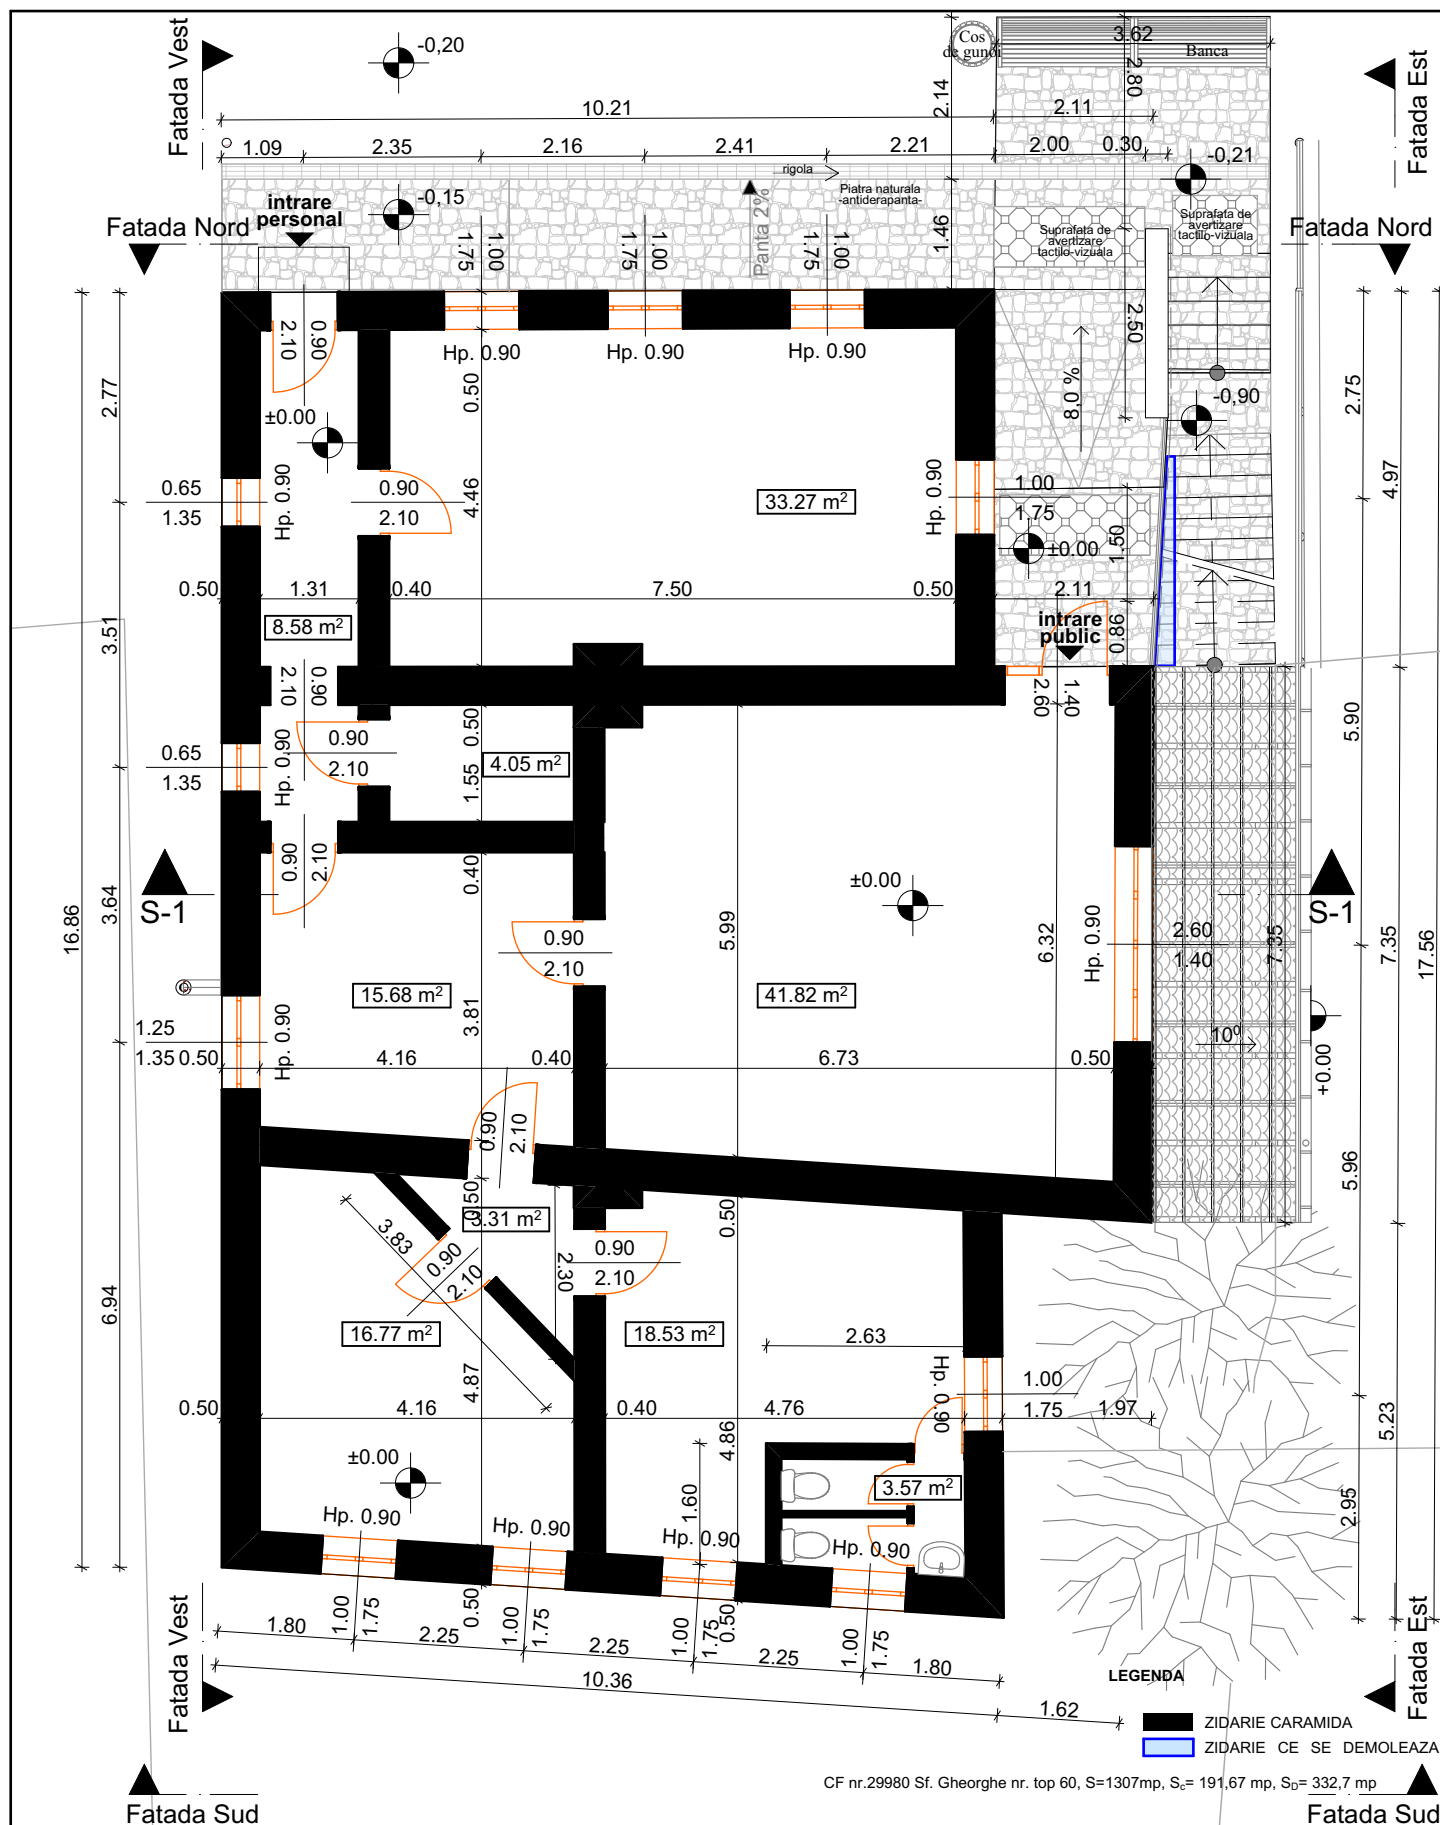 Fatada Vest
-0,20
Cos
de gunoi
3.62
Banca
Fatada Est
2.80
2.14
10.21
2.11
1.09
2.35
2.16
2.41
2.21
2.00
0.30
-0,21
rigola
Piatra naturala
-antiderapanta-
intrare
personal
-0,15
Panta 2%
1.46
Suprafata de
avertizare
tactilo-vizuala
Suprafata de
avertizare
tactilo-vizuala
Fatada Nord
Fatada Nord
1.75
1.00
1.75
1.00
1.75
1.00
2.10
0.90
Hp. 0.90
Hp. 0.90
Hp. 0.90
2.50
2.77
0.50
8,0 %
2.75
±0.00
-0,90
4.97
0.65
1.35
Hp. 0.90
0.90
2.10
4.46
33.27 m²
Hp. 0.90
1.00
1.75
±0.00
1.50
0.50
1.31
0.40
7.50
0.50
2.11
3.51
8.58 m²
intrare
public
0.86
2.10
0.90
2.60
1.40
0.65
1.35
Hp. 0.90
0.90
2.10
0.50
1.55
4.05 m²
5.90
0.90
2.10
0.40
±0.00
S-1
S-1
3.64
16.86
5.99
6.32
Hp. 0.90
2.60
1.40
7.35
7.35
17.56
0.90
2.10
15.68 m²
3.81
41.82 m²
1.25
1.35
0.50
Hp. 0.90
4.16
0.40
6.73
0.50
10⁰
+0.00
0.90
2.10
5.96
0.50
3.31 m²
0.50
3.83
0.90
2.10
0.90
2.10
2.30
6.94
16.77 m²
18.53 m²
2.63
4.87
Hp. 0.90
1.00
1.75
1.97
0.50
4.16
0.40
4.76
4.86
5.23
±0.00
1.60
3.57 m²
2.95
Hp. 0.90
Hp. 0.90
Hp. 0.90
Hp. 0.90
0.50
0.50
1.80
1.00
1.75
2.25
1.00
1.75
2.25
1.00
1.75
2.25
1.00
1.75
1.80
10.36
1.62
Fatada Vest
Fatada Est
LEGENDA
ZIDARIE CARAMIDA
ZIDARIE CE SE DEMOLEAZA
CF nr.29980 Sf. Gheorghe nr. top 60, S=1307mp, Sc= 191,67 mp, SD= 332,7 mp
Fatada Sud
Fatada Sud